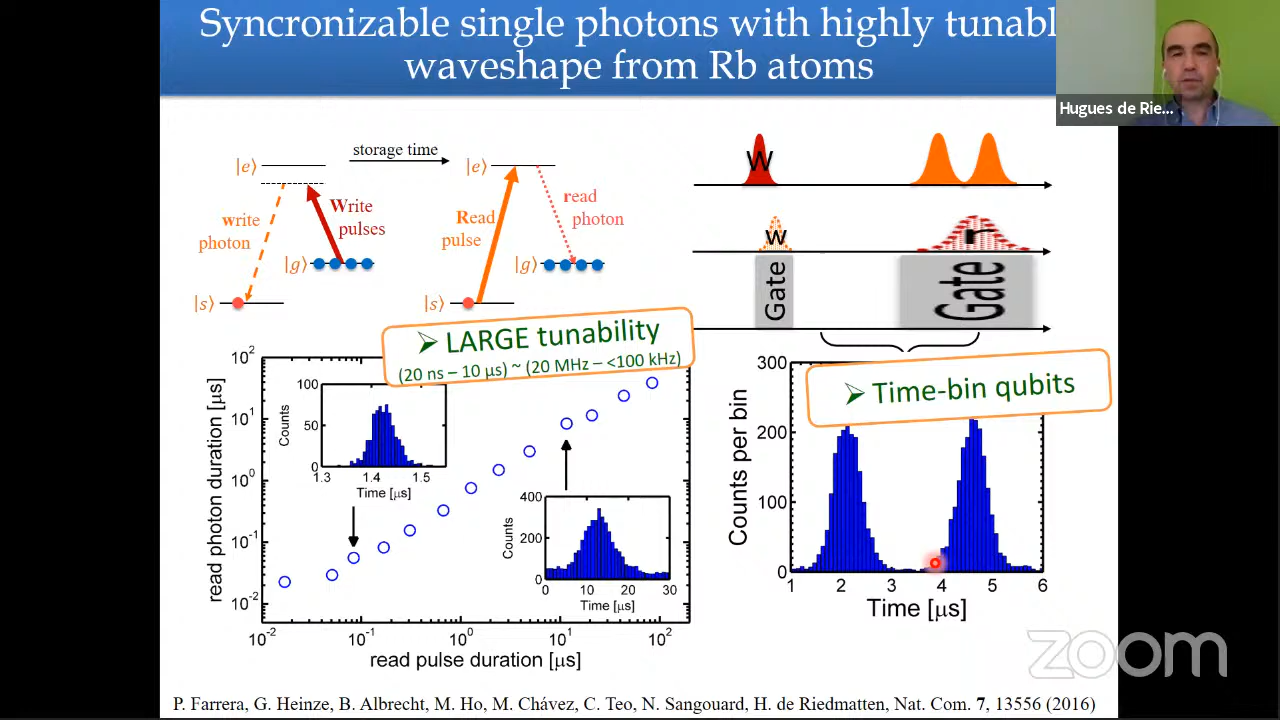 Syncronizable single photons with highly tunabl
waveshape from Rb atoms
Hugues de Rie...
storage time
|e⟩
|e⟩
write
photon
Write
pulses
Read
pulse
read
photon
|g⟩
|g⟩
|s⟩
|s⟩
W
w
r
Gate
Gate
➢ LARGE tunability
(20 ns – 10 µs) ~ (20 MHz – <100 kHz)
➢ Time-bin qubits
read photon duration [µs]
10²
10¹
10⁰
10⁻¹
10⁻²
10⁻²
10⁻¹
10⁰
10¹
10²
read pulse duration [µs]
Counts
100
50
0
1.3
1.4
1.5
Time [µs]
Counts
400
200
0
0
10
20
30
Time [µs]
Counts per bin
300
200
100
0
1
2
3
4
5
6
Time [µs]
zoom
P. Farrera, G. Heinze, B. Albrecht, M. Ho, M. Chávez, C. Teo, N. Sangouard, H. de Riedmatten, Nat. Com. 7, 13556 (2016)